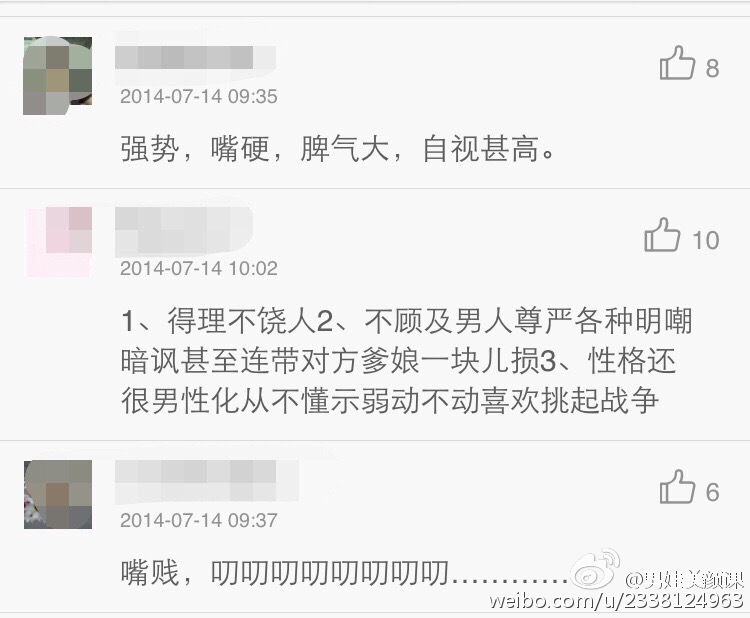 8
2014-07-14 09:35
强势，嘴硬，脾气大，自视甚高。
10
2014-07-14 10:02
1、得理不饶人2、不顾及男人尊严各种明嘲
暗讽甚至连带对方爹娘一块儿损3、性格还
很男性化从不懂示弱动不动喜欢挑起战争
6
2014-07-14 09:37
嘴贱，叨叨叨叨叨叨叨叨…………
@男娃美颜课
weibo.com/u/2338124963